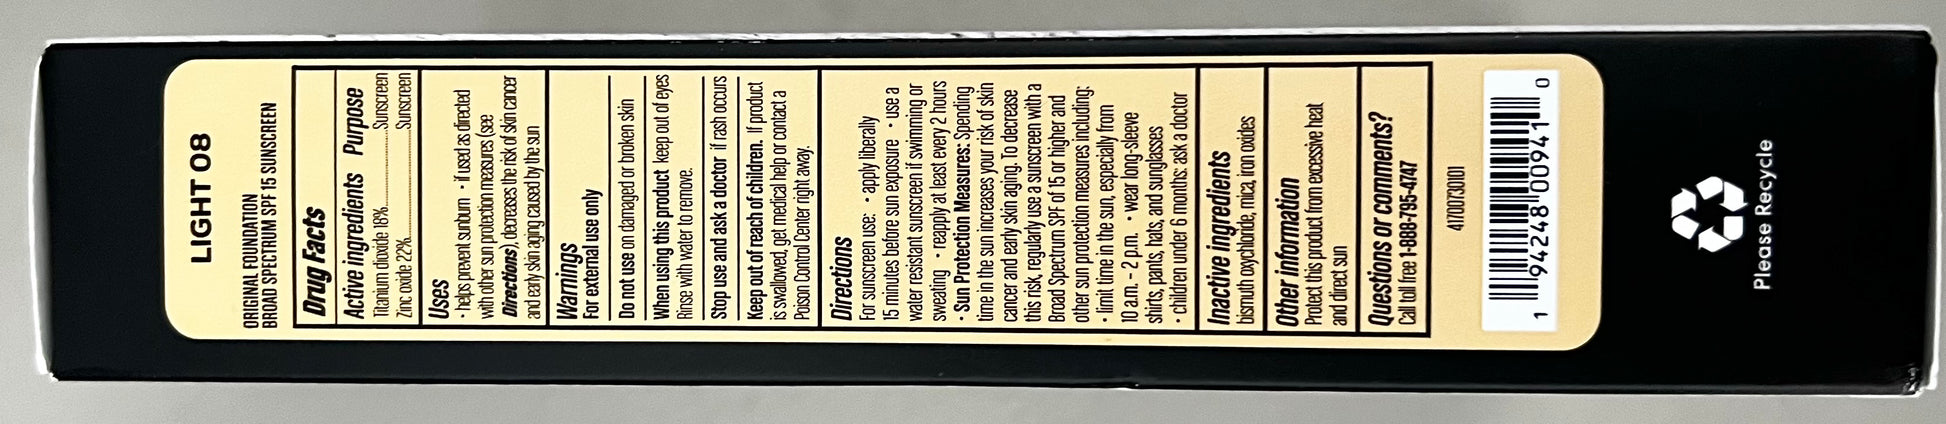 LIGHT 08
ORIGINAL FOUNDATION
BROAD SPECTRUM SPF 15 SUNSCREEN
Drug Facts
Active ingredients Purpose
Titanium dioxide 18%..................Sunscreen
Zinc oxide 22%..................Sunscreen
Uses
• helps prevent sunburn • if used as directed
with other sun protection measures (see
Directions), decreases the risk of skin cancer
and early skin aging caused by the sun
Warnings
For external use only
Do not use on damaged or broken skin
When using this product keep out of eyes
Rinse with water to remove.
Stop use and ask a doctor if rash occurs
Keep out of reach of children. If product
is swallowed, get medical help or contact a
Poison Control Center right away.
Directions
For sunscreen use: • apply liberally
15 minutes before sun exposure • use a
water resistant sunscreen if swimming or
sweating • reapply at least every 2 hours
• Sun Protection Measures: Spending
time in the sun increases your risk of skin
cancer and early skin aging. To decrease
this risk, regularly use a sunscreen with a
Broad Spectrum SPF of 15 or higher and
other sun protection measures including:
• limit time in the sun, especially from
10 a.m. – 2 p.m. • wear long-sleeve
shirts, pants, hats, and sunglasses
• children under 6 months: ask a doctor
Inactive ingredients
bismuth oxychloride, mica, iron oxides
Other information
Protect this product from excessive heat
and direct sun
Questions or comments?
Call toll free 1-888-795-4747
41700730101
1 94248 00941 0
Please Recycle